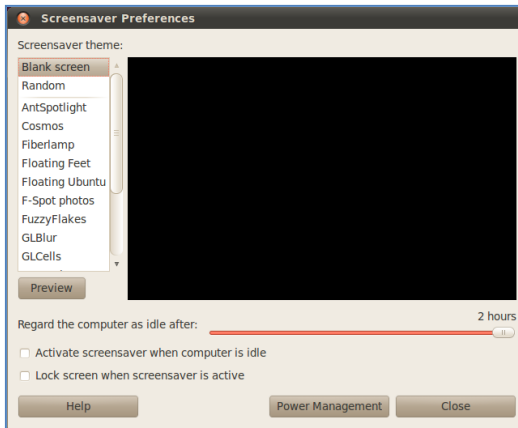 Screensaver Preferences
Screensaver theme:
Blank screen
Random
AntSpotlight
Cosmos
Fiberlamp
Floating Feet
Floating Ubuntu
F-Spot photos
FuzzyFlakes
GLBlur
GLCells
Preview
2 hours
Regard the computer as idle after:
Activate screensaver when computer is idle
Lock screen when screensaver is active
Help Power Management Close